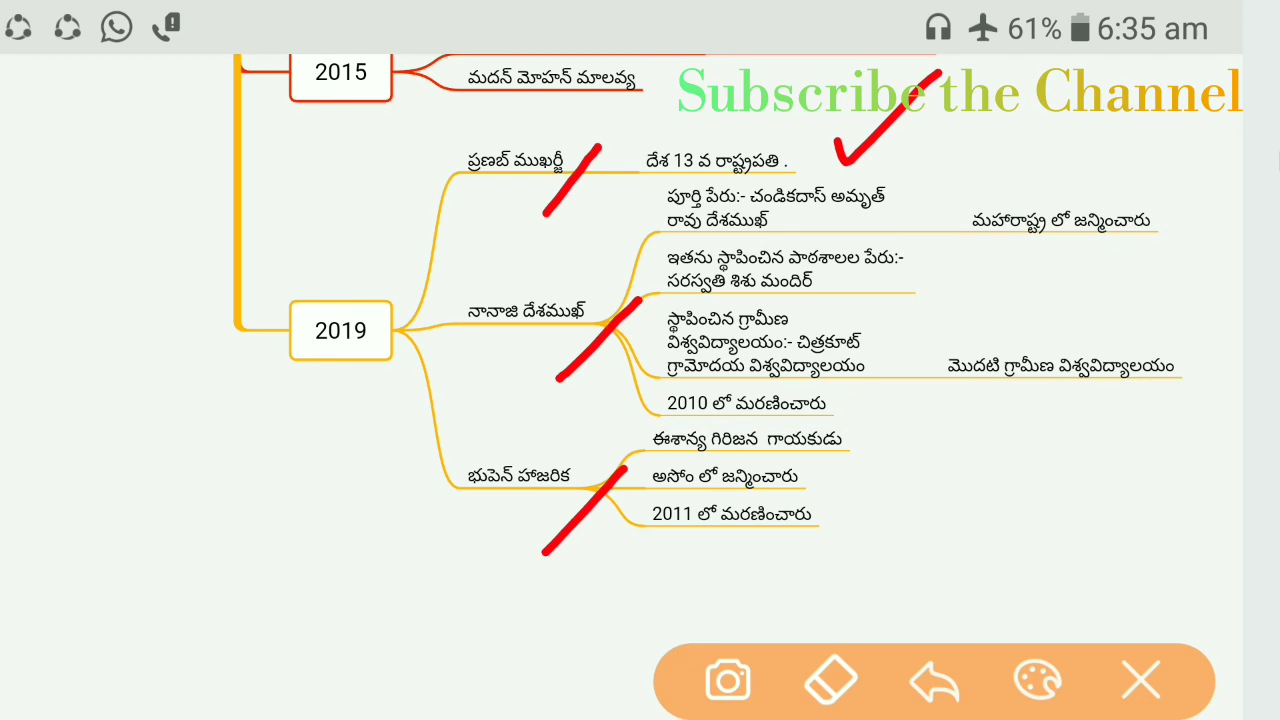 61% 6:35 am
2015
మదన్ మోహన్ మాలవ్య
Subscribe the Channel
ప్రణబ్ ముఖర్జీ
దేశ 13 వ రాష్ట్రపతి .
పూర్తి పేరు:- చండికదాస్ అమృత్
రావు దేశముఖ్
మహారాష్ట్ర లో జన్మించారు
ఇతను స్థాపించిన పాఠశాలల పేరు:-
సరస్వతి శిశు మందిర్
2019
నానాజి దేశముఖ్
స్థాపించిన గ్రామీణ
విశ్వవిద్యాలయం:- చిత్రకూట్
గ్రామోదయ విశ్వవిద్యాలయం
మొదటి గ్రామీణ విశ్వవిద్యాలయం
2010 లో మరణించారు
భుపెన్ హాజరిక
ఈశాన్య గిరిజన గాయకుడు
అసోం లో జన్మించారు
2011 లో మరణించారు